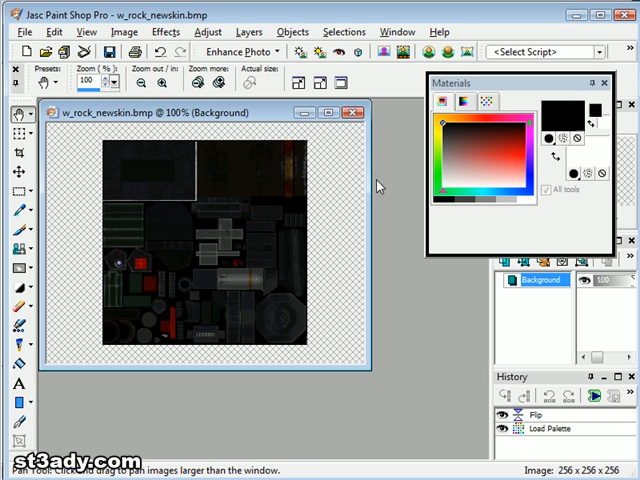 Jasc Paint Shop Pro - w_rock_newskin.bmp
File Edit View Image Effects Adjust Layers Objects Selections Window Help
Enhance Photo
<Select Script>
Presets: Zoom (%): Zoom out / in: Zoom more: Actual size:
100
w_rock_newskin.bmp @ 100% (Background)
Materials
All tools
Background
100
History
Flip
Load Palette
st3ady.com
Pan Tool: Click and drag to pan images larger than the window.
Image: 256 x 256 x 256